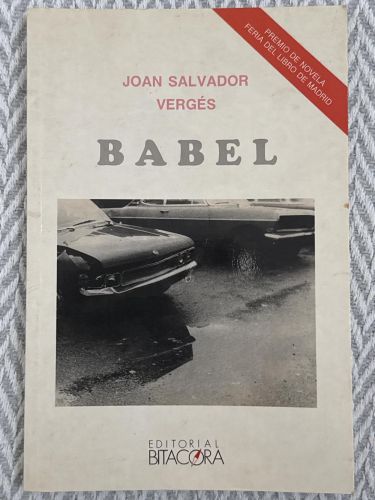 PREMIO DE NOVELA
FERIA DEL LIBRO DE MADRID
JOAN SALVADOR
VERGÉS
BABEL
EDITORIAL
BITACORA